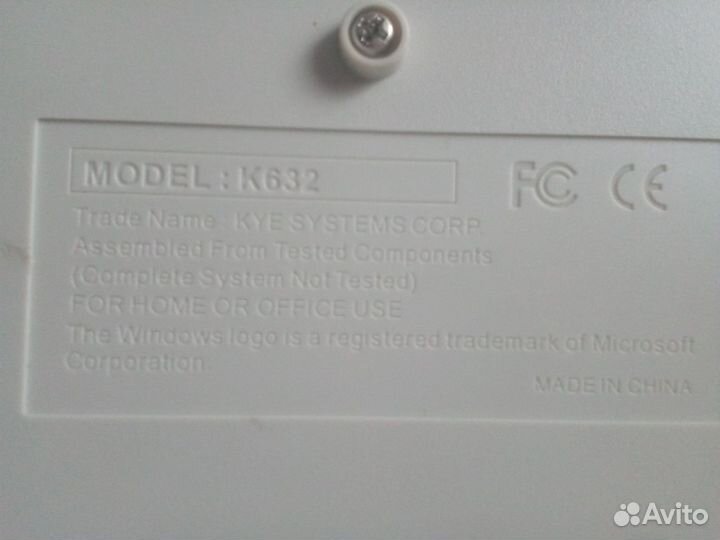 MODEL : K632
FC CE
Trade Name KYE SYSTEMS CORP.
Assembled From Tested Components
(Complete System Not Tested)
FOR HOME OR OFFICE USE
The Windows logo is a registered trademark of Microsoft
Corporation.
MADE IN CHINA
Avito